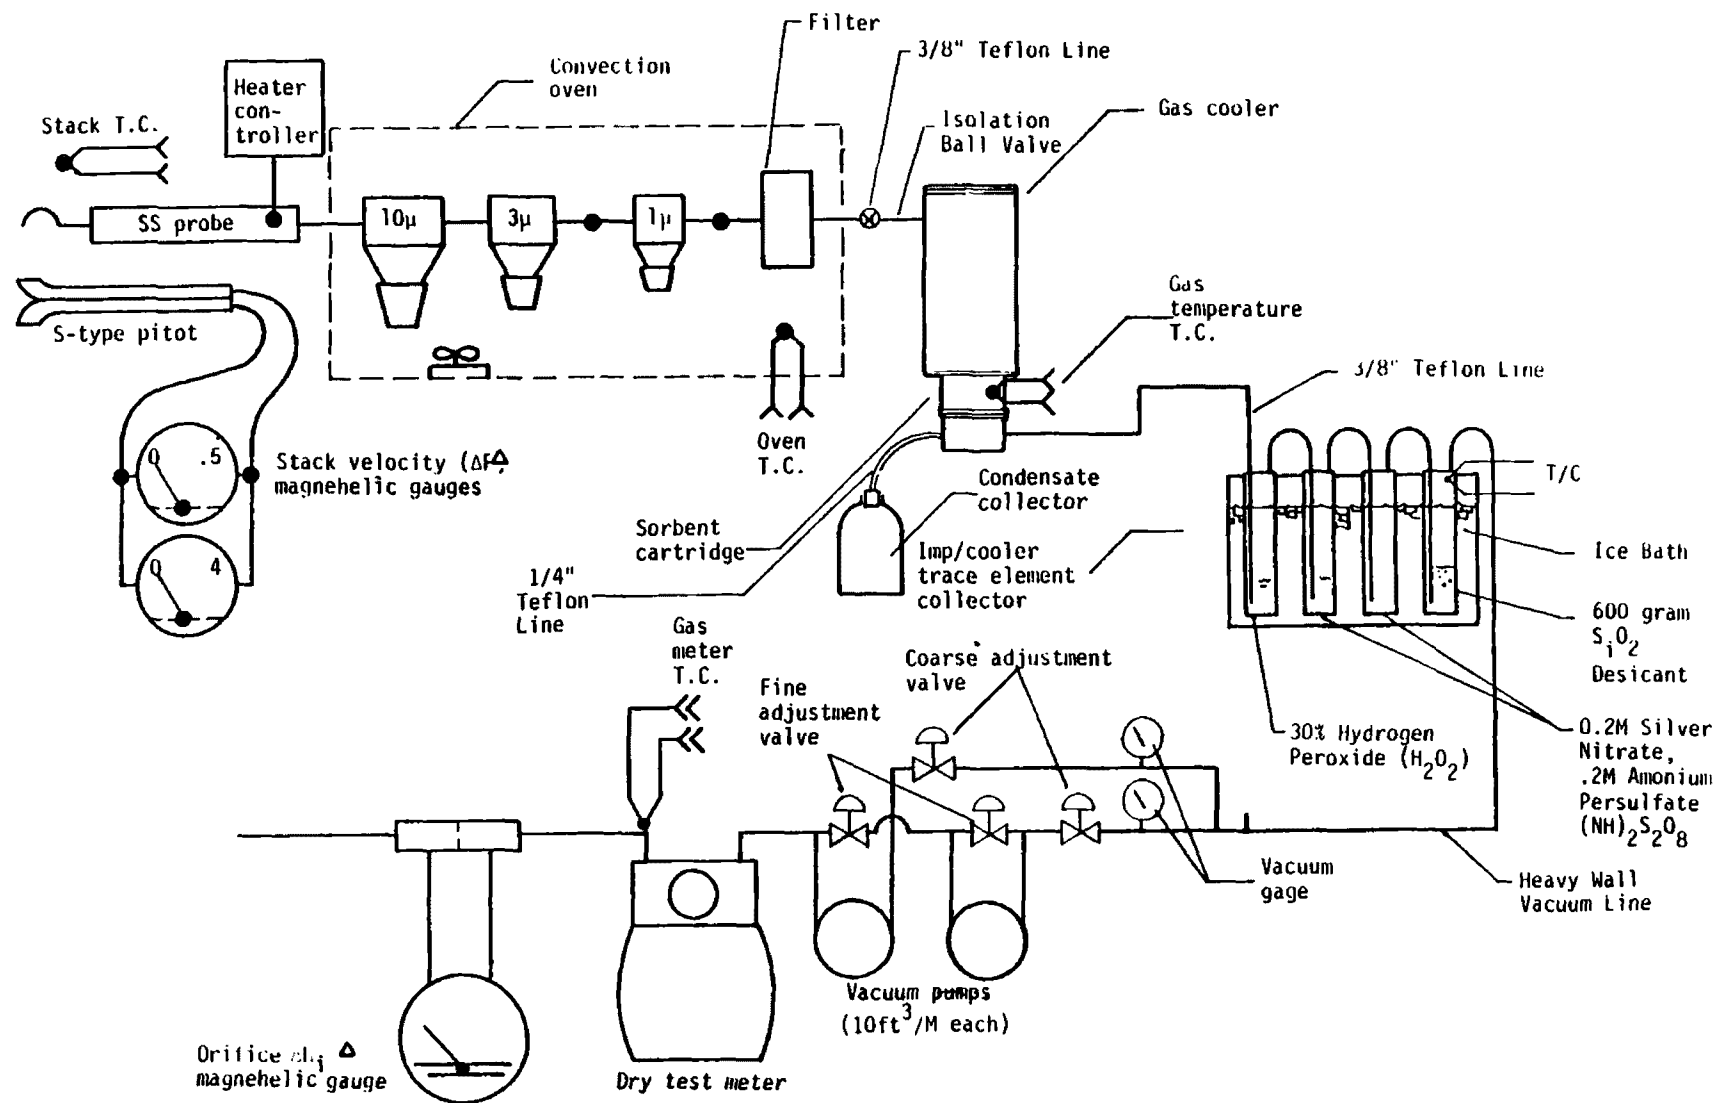 Filter
3/8" Teflon Line
Convection
oven
Heater
con-
troller
Stack T.C.
Isolation
Ball Valve
Gas cooler
SS probe
10μ
3μ
1μ
S-type pitot
Gas
temperature
T.C.
3/8" Teflon Line
Oven
T.C.
0 .5
Stack velocity (ΔP
magnehelic gauges
0 4
Condensate
collector
T/C
Sorbent
cartridge
Imp/cooler
trace element
collector
Ice Bath
1/4"
Teflon
Line
600 gram
SiO2
Desicant
Gas
meter
T.C.
Coarse adjustment
valve
Fine
adjustment
valve
30% Hydrogen
Peroxide (H2O2)
0.2M Silver
Nitrate,
.2M Amonium
Persulfate
(NH)2S2O8
Vacuum
gage
Heavy Wall
Vacuum Line
Vacuum pumps
(10ft3/M each)
Orifice Δ
magnehelic gauge
Dry test meter